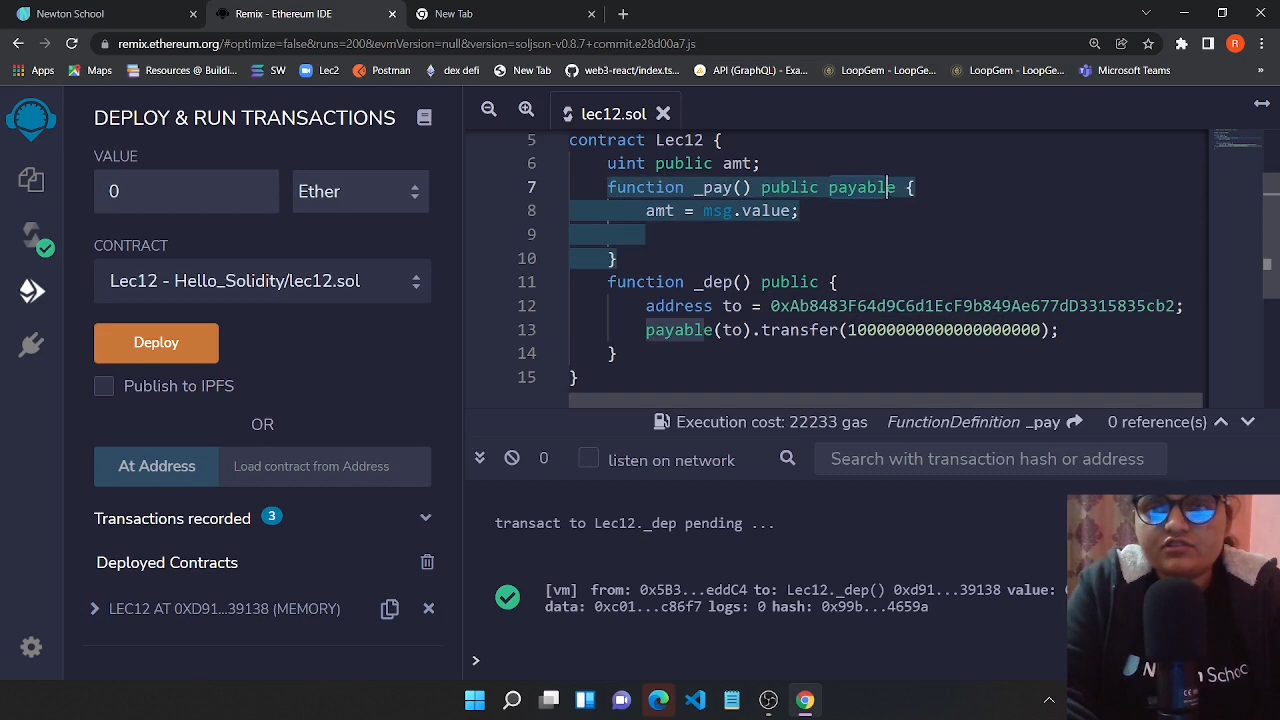 Newton School
Remix - Ethereum IDE
New Tab
remix.ethereum.org/#optimize=false&runs=200&evmVersion=null&version=soljson-v0.8.7+commit.e28d00a7.js
R
Apps
Maps
Resources @ Buildi...
SW
Lec2
Postman
dex defi
New Tab
web3-react/index.ts...
API (GraphQL) - Exa...
LoopGem - LoopGe...
LoopGem - LoopGe...
Microsoft Teams
»
DEPLOY & RUN TRANSACTIONS
VALUE
0
Ether
CONTRACT
Lec12 - Hello_Solidity/lec12.sol
Deploy
Publish to IPFS
OR
At Address
Load contract from Address
Transactions recorded 3
Deployed Contracts
LEC12 AT 0XD91...39138 (MEMORY)
lec12.sol
5 contract Lec12 {
6 uint public amt;
7 function _pay() public payable {
8 amt = msg.value;
9
10 }
11 function _dep() public {
12 address to = 0xAb8483F64d9C6d1EcF9b849Ae677dD3315835cb2;
13 payable(to).transfer(10000000000000000000);
14 }
15 }
Execution cost: 22233 gas
FunctionDefinition _pay
0 reference(s)
0
listen on network
Search with transaction hash or address
transact to Lec12._dep pending ...
[vm] from: 0x5B3...eddC4 to: Lec12._dep() 0xd91...39138 value:
data: 0xc01...c86f7 logs: 0 hash: 0x99b...4659a
>